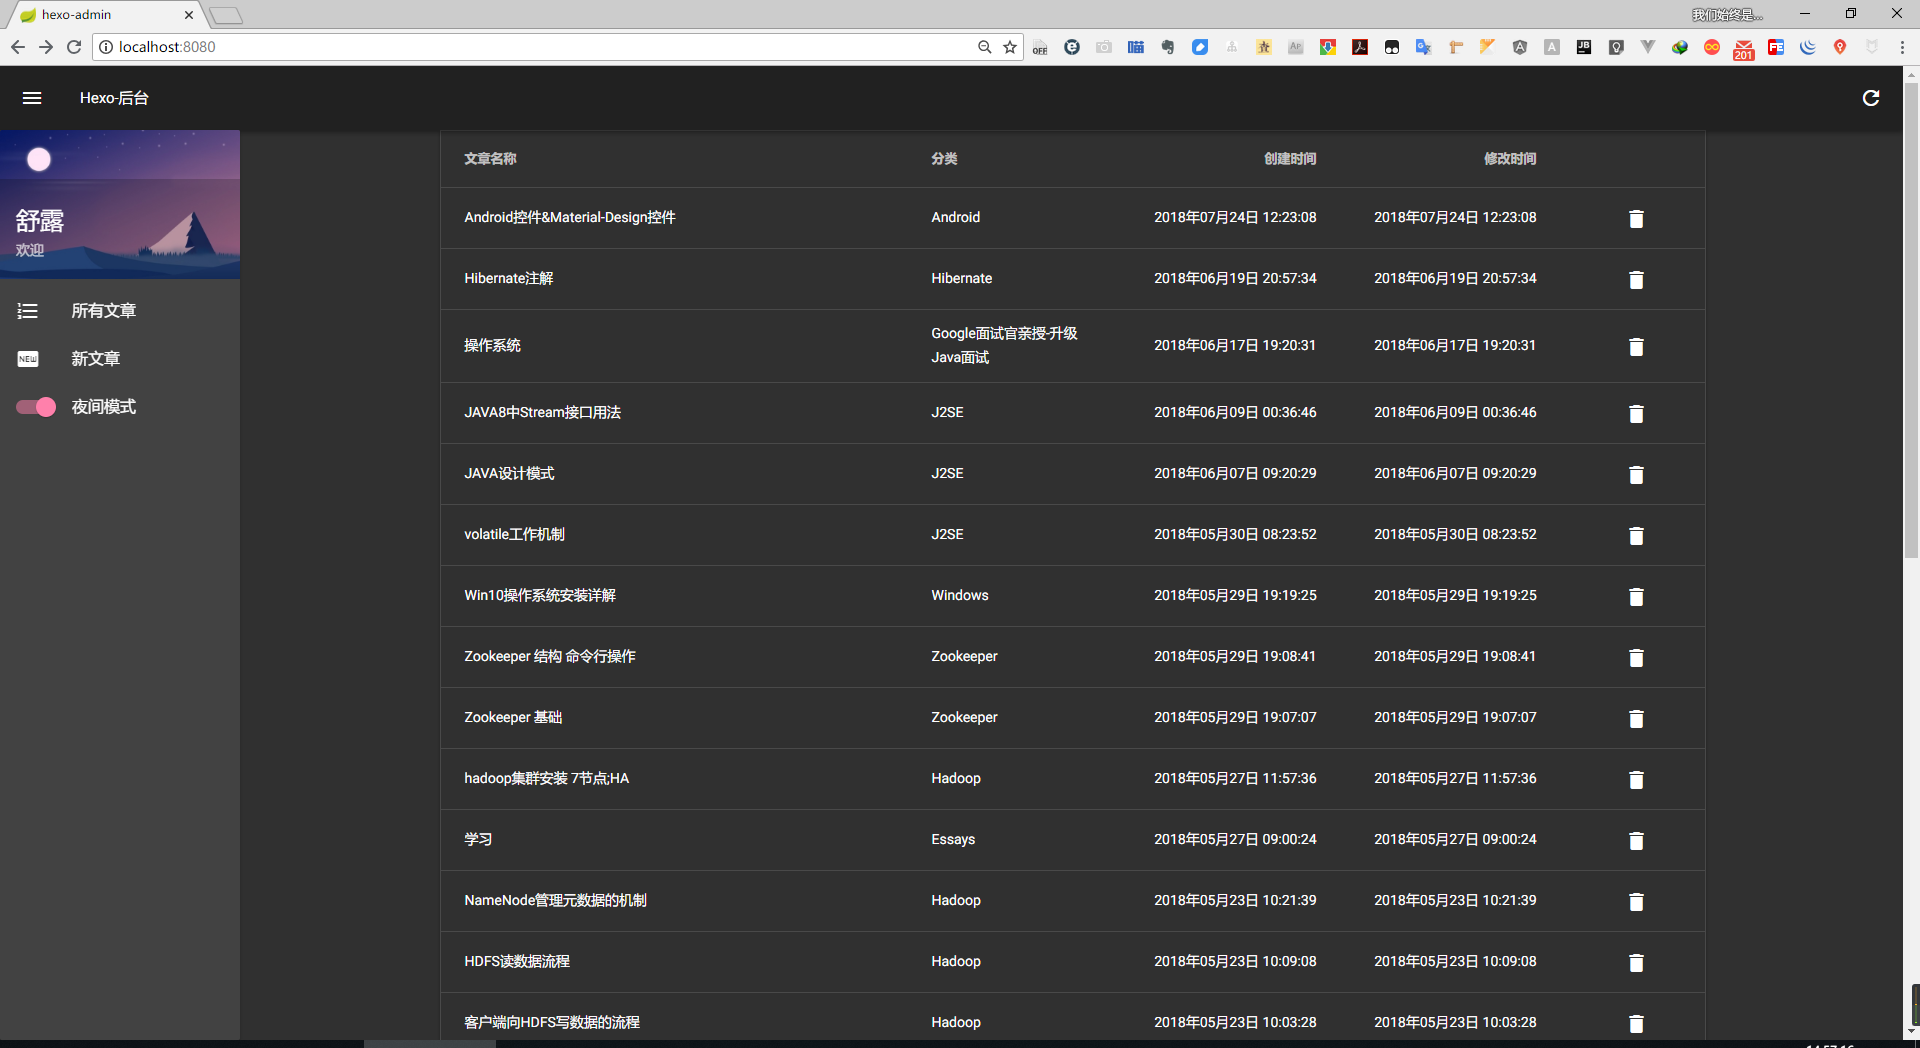 hexo-admin
我们始终是...
localhost:8080
OFF
201
Hexo-后台
舒露
欢迎
所有文章
NEW
新文章
夜间模式
文章名称 分类 创建时间 修改时间
Android控件&Material-Design控件 Android 2018年07月24日 12:23:08 2018年07月24日 12:23:08
Hibernate注解 Hibernate 2018年06月19日 20:57:34 2018年06月19日 20:57:34
操作系统 Google面试官亲授-升级 2018年06月17日 19:20:31 2018年06月17日 19:20:31
Java面试
JAVA8中Stream接口用法 J2SE 2018年06月09日 00:36:46 2018年06月09日 00:36:46
JAVA设计模式 J2SE 2018年06月07日 09:20:29 2018年06月07日 09:20:29
volatile工作机制 J2SE 2018年05月30日 08:23:52 2018年05月30日 08:23:52
Win10操作系统安装详解 Windows 2018年05月29日 19:19:25 2018年05月29日 19:19:25
Zookeeper 结构 命令行操作 Zookeeper 2018年05月29日 19:08:41 2018年05月29日 19:08:41
Zookeeper 基础 Zookeeper 2018年05月29日 19:07:07 2018年05月29日 19:07:07
hadoop集群安装 7节点;HA Hadoop 2018年05月27日 11:57:36 2018年05月27日 11:57:36
学习 Essays 2018年05月27日 09:00:24 2018年05月27日 09:00:24
NameNode管理元数据的机制 Hadoop 2018年05月23日 10:21:39 2018年05月23日 10:21:39
HDFS读数据流程 Hadoop 2018年05月23日 10:09:08 2018年05月23日 10:09:08
客户端向HDFS写数据的流程 Hadoop 2018年05月23日 10:03:28 2018年05月23日 10:03:28